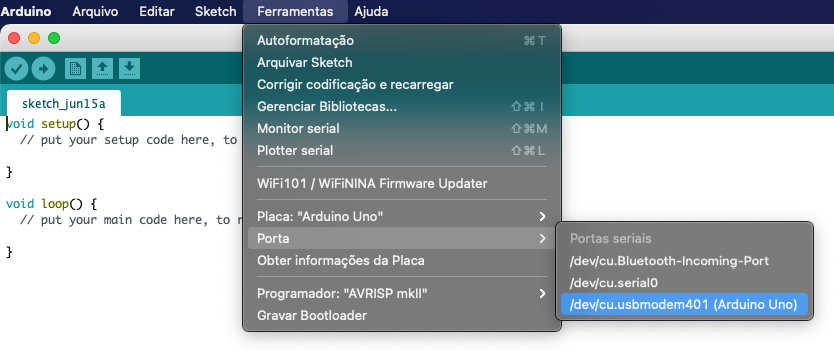 Arduino Arquivo Editar Sketch Ferramentas Ajuda
sketch_jun15a
void setup() {
// put your setup code here, to
}
void loop() {
// put your main code here, to r
}
Autoformatação ⌘T
Arquivar Sketch
Corrigir codificação e recarregar
Gerenciar Bibliotecas... ⇧⌘I
Monitor serial ⇧⌘M
Plotter serial ⇧⌘L
WiFi101 / WiFiNINA Firmware Updater
Placa: "Arduino Uno"
Porta
Obter informações da Placa
Programador: "AVRISP mkII"
Gravar Bootloader
Portas seriais
/dev/cu.Bluetooth-Incoming-Port
/dev/cu.serial0
/dev/cu.usbmodem401 (Arduino Uno)